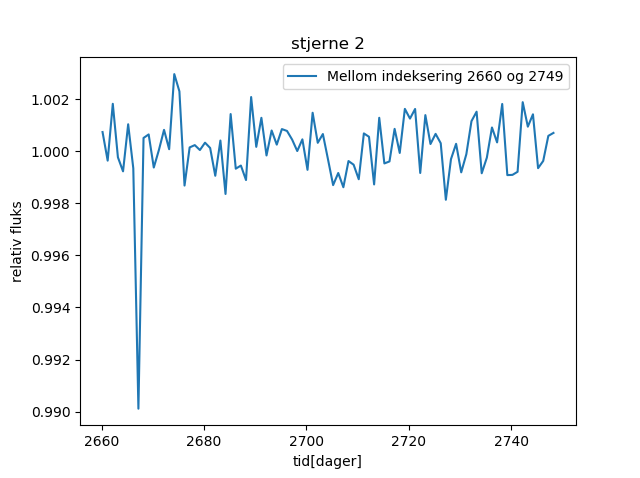 stjerne 2
Mellom indeksering 2660 og 2749
relativ fluks
1.002
1.000
0.998
0.996
0.994
0.992
0.990
2660 2680 2700 2720 2740
tid[dager]